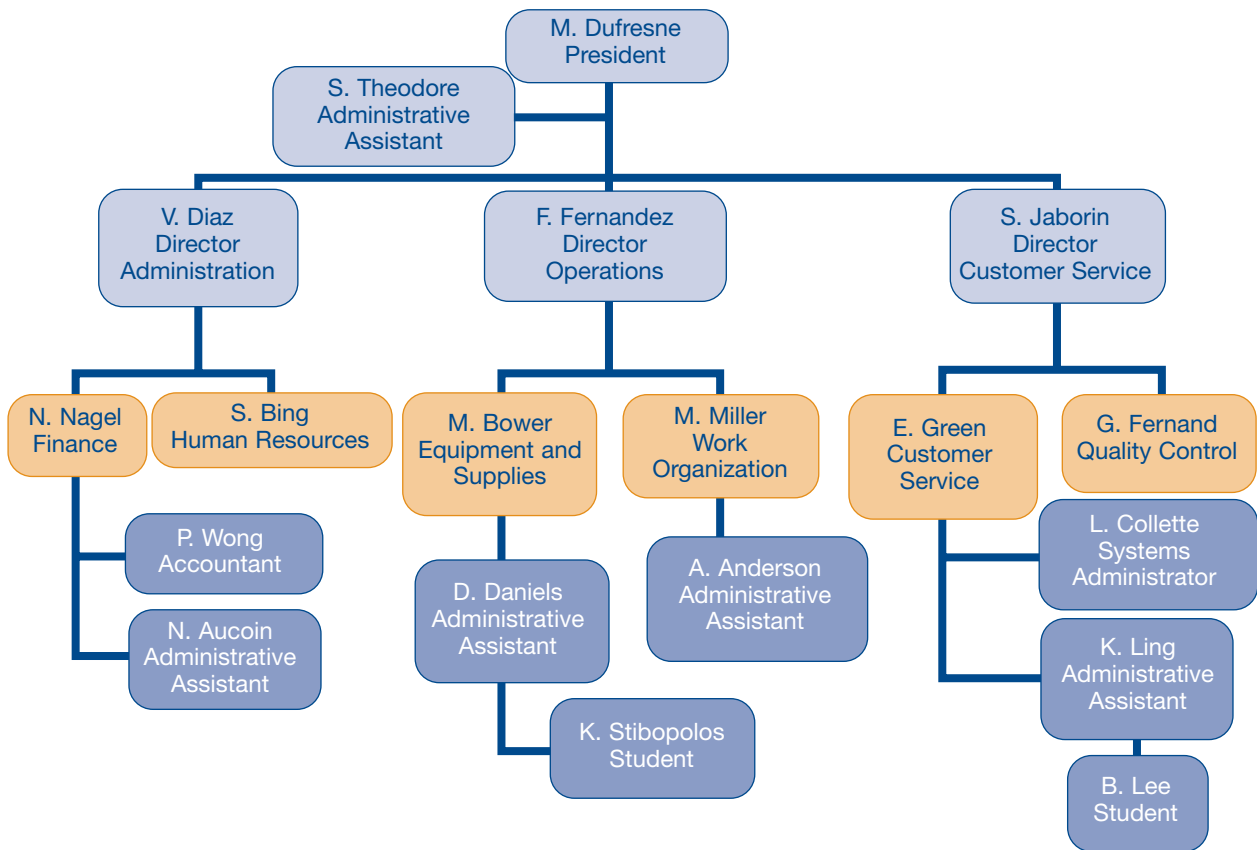 M. Dufresne
President
S. Theodore
Administrative
Assistant
V. Diaz
Director
Administration
F. Fernandez
Director
Operations
S. Jaborin
Director
Customer Service
N. Nagel
Finance
S. Bing
Human Resources
M. Bower
Equipment and
Supplies
M. Miller
Work
Organization
E. Green
Customer
Service
G. Fernand
Quality Control
P. Wong
Accountant
N. Aucoin
Administrative
Assistant
D. Daniels
Administrative
Assistant
K. Stibopolos
Student
A. Anderson
Administrative
Assistant
L. Collette
Systems
Administrator
K. Ling
Administrative
Assistant
B. Lee
Student